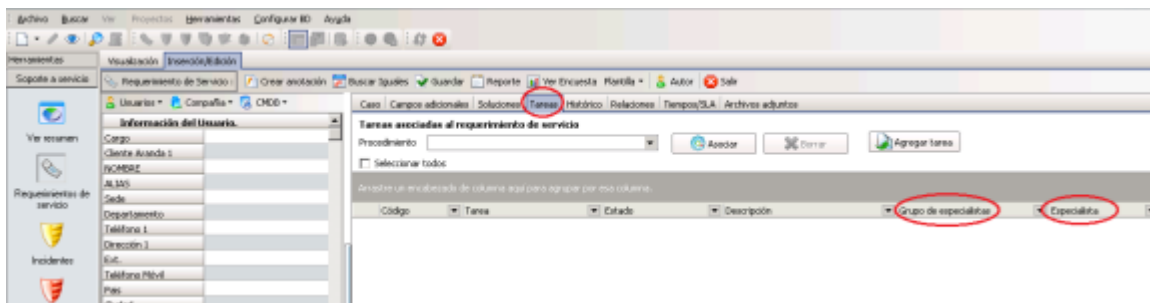 Archivo Buscar Ver Proyectos Herramientas Configurar BD Ayuda
Herramientas
Visualización Inserción/Edición
Soporte a servicio
Requerimiento de Servicio: Crear anotación Buscar Iguales Guardar Reporte Ver Encuesta Plantilla Autor Salir
Usuarios Compañía CMDB
Caso Campos adicionales Soluciones Tareas Histórico Relaciones Tiempos/SLA Archivos adjuntos
Información del Usuario.
Cargo
Cliente Aranda 1
NOMBRE
ALIAS
Sede
Departamento
Teléfono 1
Dirección 1
Ext.
Teléfono Móvil
Pais
Ver resumen
Requerimientos de
servicio
Incidentes
Tareas asociadas al requerimiento de servicio
Procedimiento Asociar Borrar Agregar tarea
Seleccionar todos
Arrastre un encabezado de columna aquí para agrupar por esa columna.
Código Tarea Estado Descripción Grupo de especialistas Especialista